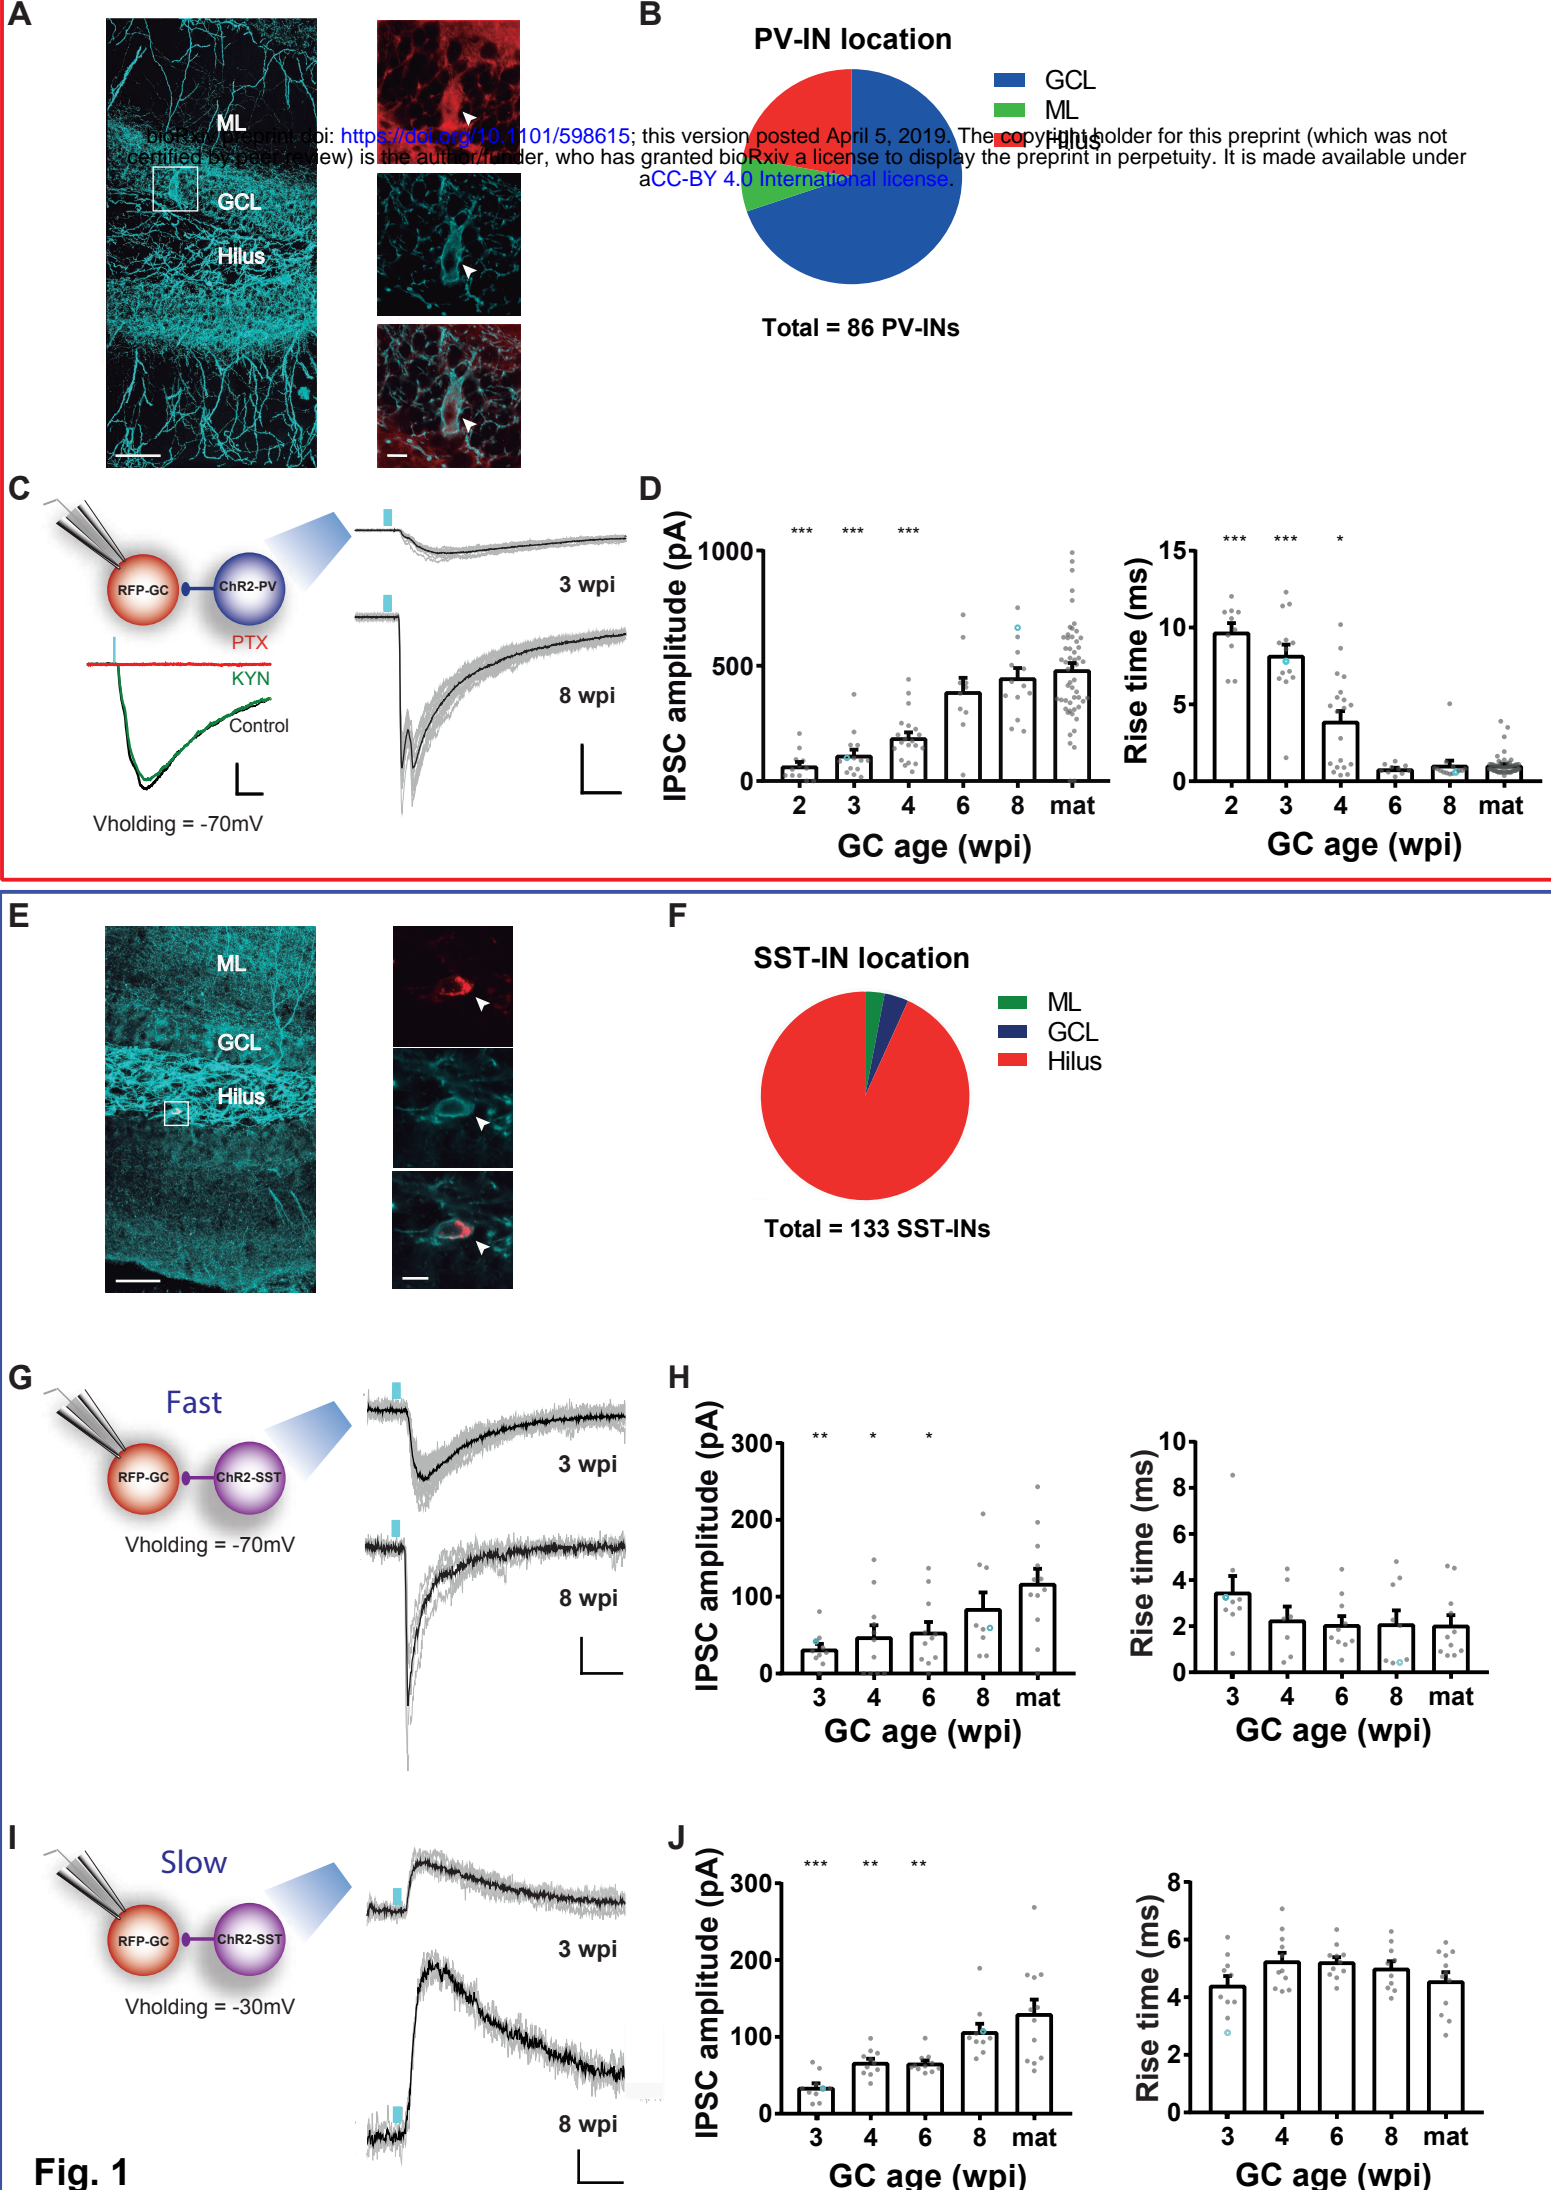 A
B
PV-IN location
GCL
ML
Hilus
bioRxiv preprint doi: https://doi.org/10.1101/598615; this version posted April 5, 2019. The copyright holder for this preprint (which was not
certified by peer review) is the author/funder, who has granted bioRxiv a license to display the preprint in perpetuity. It is made available under
aCC-BY 4.0 International license.
ML
GCL
Hilus
Total = 86 PV-INs
C
RFP-GC
ChR2-PV
PTX
KYN
Control
Vholding = -70mV
3 wpi
8 wpi
D
IPSC amplitude (pA)
*** *** ***
1000
500
0
2 3 4 6 8 mat
GC age (wpi)
Rise time (ms)
*** *** *
15
10
5
0
2 3 4 6 8 mat
GC age (wpi)
E
ML
GCL
Hilus
F
SST-IN location
ML
GCL
Hilus
Total = 133 SST-INs
G
Fast
RFP-GC
ChR2-SST
Vholding = -70mV
3 wpi
8 wpi
H
IPSC amplitude (pA)
** * *
300
200
100
0
3 4 6 8 mat
GC age (wpi)
Rise time (ms)
10
8
6
4
2
0
3 4 6 8 mat
GC age (wpi)
I
Slow
RFP-GC
ChR2-SST
Vholding = -30mV
3 wpi
8 wpi
J
IPSC amplitude (pA)
*** ** **
300
200
100
0
3 4 6 8 mat
GC age (wpi)
Rise time (ms)
8
6
4
2
0
3 4 6 8 mat
GC age (wpi)
Fig. 1